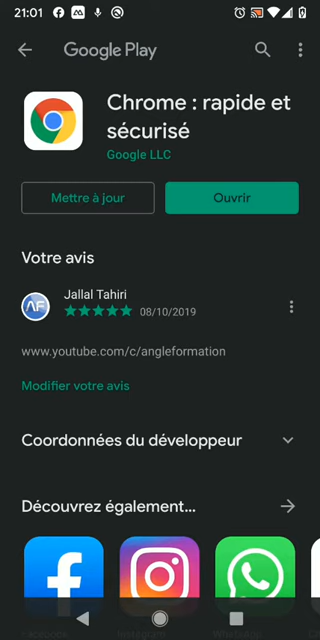 21:01
Google Play
Chrome : rapide et
sécurisé
Google LLC
Mettre à jour
Ouvrir
Votre avis
AF
Jallal Tahiri
08/10/2019
www.youtube.com/c/angleformation
Modifier votre avis
Coordonnées du développeur
Découvrez également...